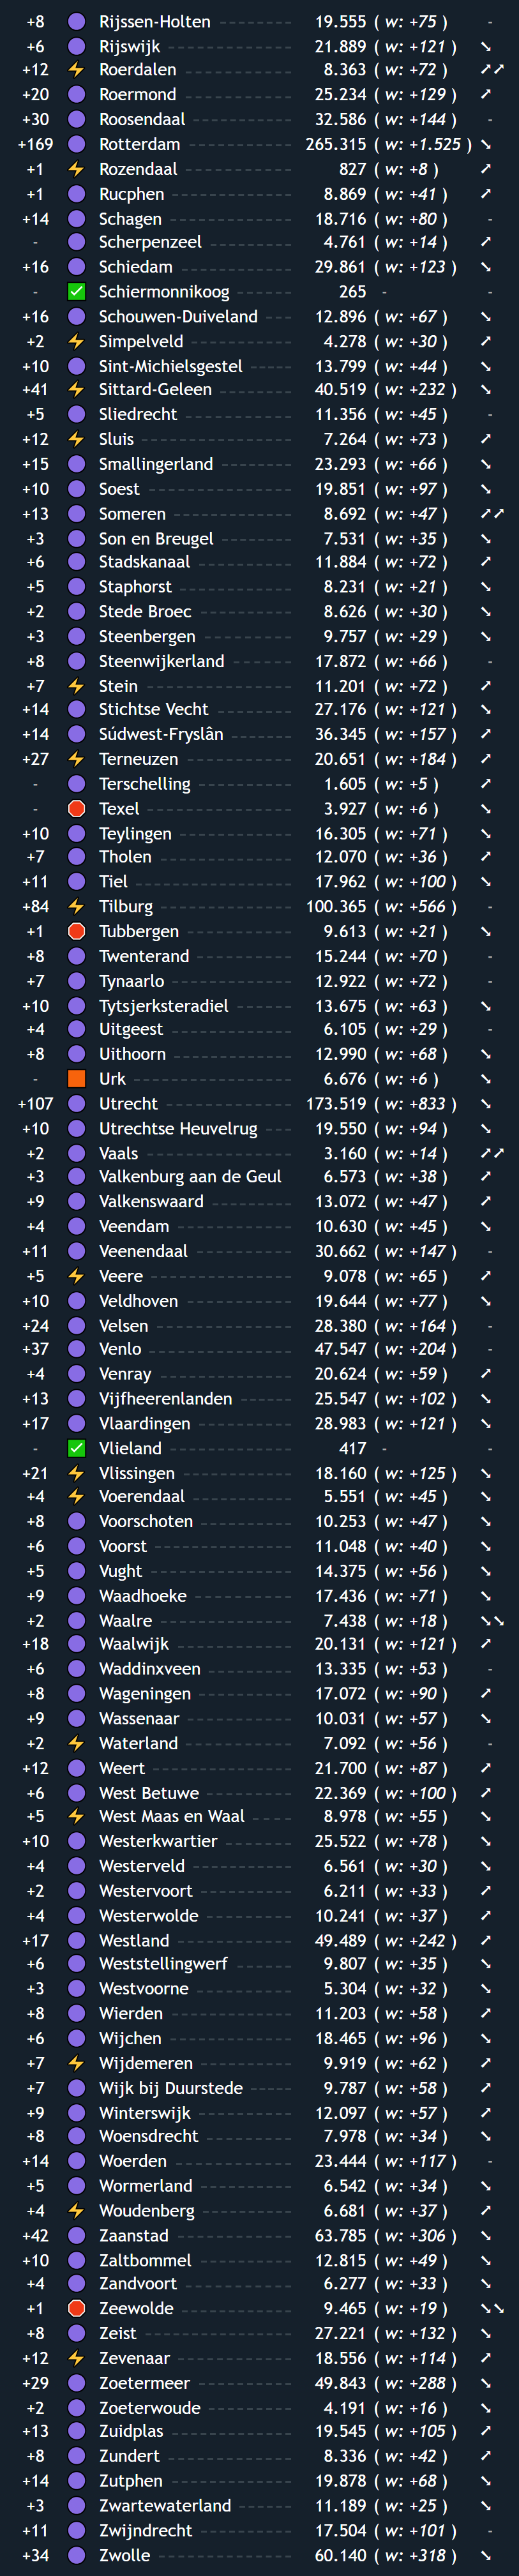 +8 Rijssen-Holten 19.555 ( w: +75 ) -
+6 Rijswijk 21.889 ( w: +121 ) ➘
+12 ⚡ Roerdalen 8.363 ( w: +72 ) ➚➚
+20 Roermond 25.234 ( w: +129 ) ➚
+30 Roosendaal 32.586 ( w: +144 ) -
+169 Rotterdam 265.315 ( w: +1.525 ) ➘
+1 ⚡ Rozendaal 827 ( w: +8 ) ➚
+1 Rucphen 8.869 ( w: +41 ) ➚
+14 Schagen 18.716 ( w: +80 ) -
- Scherpenzeel 4.761 ( w: +14 ) ➚
+16 Schiedam 29.861 ( w: +123 ) ➘
- ✅ Schiermonnikoog 265 - -
+16 Schouwen-Duiveland 12.896 ( w: +67 ) ➘
+2 ⚡ Simpelveld 4.278 ( w: +30 ) ➚
+10 Sint-Michielsgestel 13.799 ( w: +44 ) ➘
+41 ⚡ Sittard-Geleen 40.519 ( w: +232 ) ➘
+5 Sliedrecht 11.356 ( w: +45 ) -
+12 ⚡ Sluis 7.264 ( w: +73 ) ➚
+15 Smallingerland 23.293 ( w: +66 ) ➘
+10 Soest 19.851 ( w: +97 ) ➘
+13 Someren 8.692 ( w: +47 ) ➚➚
+3 Son en Breugel 7.531 ( w: +35 ) ➘
+6 Stadskanaal 11.884 ( w: +72 ) ➚
+5 Staphorst 8.231 ( w: +21 ) ➘
+2 Stede Broec 8.626 ( w: +30 ) ➘
+3 Steenbergen 9.757 ( w: +29 ) ➘
+8 Steenwijkerland 17.872 ( w: +66 ) -
+7 ⚡ Stein 11.201 ( w: +72 ) ➚
+14 Stichtse Vecht 27.176 ( w: +121 ) ➘
+14 Súdwest-Fryslân 36.345 ( w: +157 ) ➚
+27 ⚡ Terneuzen 20.651 ( w: +184 ) ➚
- Terschelling 1.605 ( w: +5 ) ➚
- Texel 3.927 ( w: +6 ) ➘
+10 Teylingen 16.305 ( w: +71 ) ➘
+7 Tholen 12.070 ( w: +36 ) ➚
+11 Tiel 17.962 ( w: +100 ) ➘
+84 ⚡ Tilburg 100.365 ( w: +566 ) -
+1 Tubbergen 9.613 ( w: +21 ) ➘
+8 Twenterand 15.244 ( w: +70 ) -
+7 Tynaarlo 12.922 ( w: +72 ) -
+10 Tytsjerksteradiel 13.675 ( w: +63 ) ➘
+4 Uitgeest 6.105 ( w: +29 ) -
+8 Uithoorn 12.990 ( w: +68 ) ➘
- Urk 6.676 ( w: +6 ) ➘
+107 Utrecht 173.519 ( w: +833 ) ➘
+10 Utrechtse Heuvelrug 19.550 ( w: +94 ) ➘
+2 Vaals 3.160 ( w: +14 ) ➚➚
+3 Valkenburg aan de Geul 6.573 ( w: +38 ) ➚
+9 Valkenswaard 13.072 ( w: +47 ) ➚
+4 Veendam 10.630 ( w: +45 ) ➘
+11 Veenendaal 30.662 ( w: +147 ) -
+5 ⚡ Veere 9.078 ( w: +65 ) ➚
+10 Veldhoven 19.644 ( w: +77 ) ➘
+24 Velsen 28.380 ( w: +164 ) -
+37 Venlo 47.547 ( w: +204 ) -
+4 Venray 20.624 ( w: +59 ) ➚
+13 Vijfheerenlanden 25.547 ( w: +102 ) ➘
+17 Vlaardingen 28.983 ( w: +121 ) ➘
- ✅ Vlieland 417 - -
+21 ⚡ Vlissingen 18.160 ( w: +125 ) ➘
+4 ⚡ Voerendaal 5.551 ( w: +45 ) ➘
+8 Voorschoten 10.253 ( w: +47 ) ➘
+6 Voorst 11.048 ( w: +40 ) ➘
+5 Vught 14.375 ( w: +56 ) ➘
+9 Waadhoeke 17.436 ( w: +71 ) ➘
+2 Waalre 7.438 ( w: +18 ) ➘➘
+18 Waalwijk 20.131 ( w: +121 ) ➚
+6 Waddinxveen 13.335 ( w: +53 ) -
+8 Wageningen 17.072 ( w: +90 ) ➚
+9 Wassenaar 10.031 ( w: +57 ) ➘
+2 ⚡ Waterland 7.092 ( w: +56 ) -
+12 Weert 21.700 ( w: +87 ) ➚
+6 West Betuwe 22.369 ( w: +100 ) ➚
+5 ⚡ West Maas en Waal 8.978 ( w: +55 ) ➘
+10 Westerkwartier 25.522 ( w: +78 ) ➘
+4 Westerveld 6.561 ( w: +30 ) ➘
+2 Westervoort 6.211 ( w: +33 ) ➚
+4 Westerwolde 10.241 ( w: +37 ) ➚
+17 Westland 49.489 ( w: +242 ) ➚
+6 Weststellingwerf 9.807 ( w: +35 ) ➘
+3 Westvoorne 5.304 ( w: +32 ) ➘
+8 Wierden 11.203 ( w: +58 ) ➚
+6 Wijchen 18.465 ( w: +96 ) ➘
+7 ⚡ Wijdemeren 9.919 ( w: +62 ) ➚
+7 Wijk bij Duurstede 9.787 ( w: +58 ) ➚
+9 Winterswijk 12.097 ( w: +57 ) ➚
+8 Woensdrecht 7.978 ( w: +34 ) ➘
+14 Woerden 23.444 ( w: +117 ) -
+5 Wormerland 6.542 ( w: +34 ) ➘
+4 ⚡ Woudenberg 6.681 ( w: +37 ) ➚
+42 Zaanstad 63.785 ( w: +306 ) ➘
+10 Zaltbommel 12.815 ( w: +49 ) ➘
+4 Zandvoort 6.277 ( w: +33 ) ➘
+1 Zeewolde 9.465 ( w: +19 ) ➘➘
+8 Zeist 27.221 ( w: +132 ) ➘
+12 ⚡ Zevenaar 18.556 ( w: +114 ) ➚
+29 Zoetermeer 49.843 ( w: +288 ) ➘
+2 Zoeterwoude 4.191 ( w: +16 ) ➘
+13 Zuidplas 19.545 ( w: +105 ) ➚
+8 Zundert 8.336 ( w: +42 ) ➚
+14 Zutphen 19.878 ( w: +68 ) ➘
+3 Zwartewaterland 11.189 ( w: +25 ) ➘
+11 Zwijndrecht 17.504 ( w: +101 ) -
+34 Zwolle 60.140 ( w: +318 ) ➘